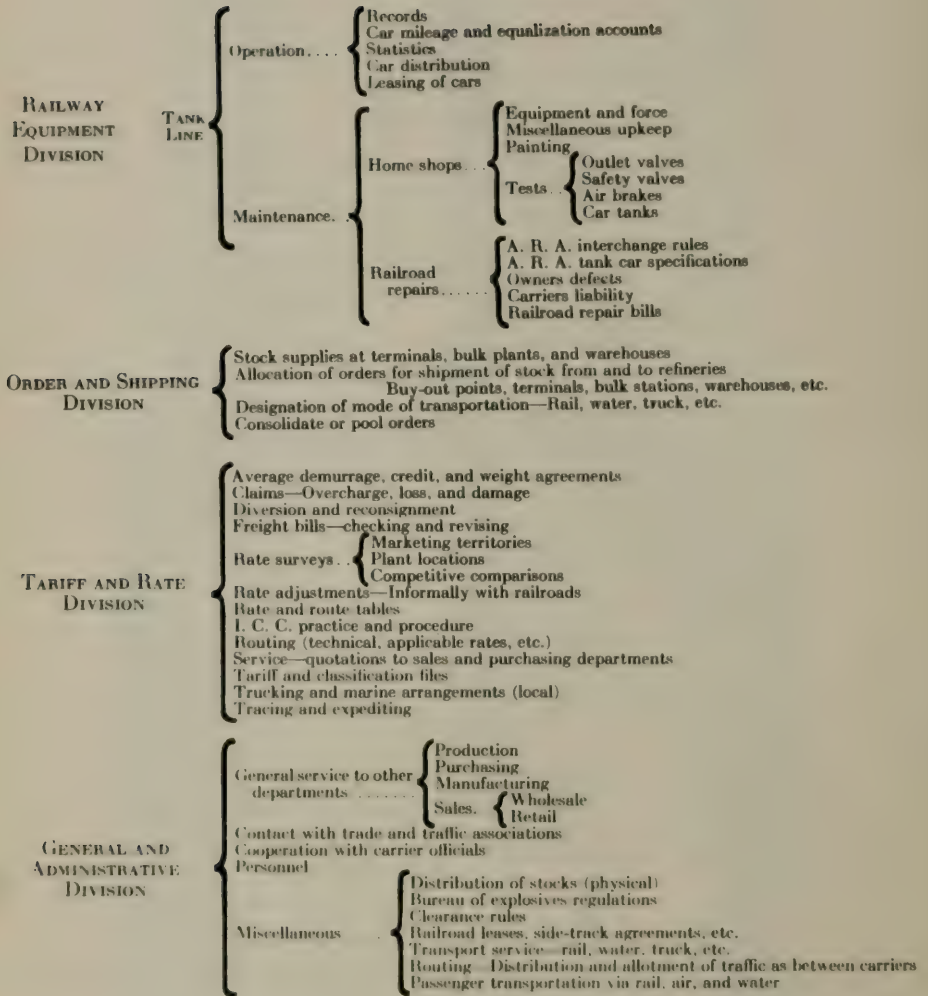 RAILWAY EQUIPMENT DIVISION
TANK LINE
Operation....
Records
Car mileage and equalization accounts
Statistics
Car distribution
Leasing of cars
Maintenance. .
Home shops...
Equipment and force
Miscellaneous upkeep
Painting
Tests..
Outlet valves
Safety valves
Air brakes
Car tanks
Railroad
repairs......
A. R. A. interchange rules
A. R. A. tank car specifications
Owners defects
Carriers liability
Railroad repair bills
ORDER AND SHIPPING
DIVISION
Stock supplies at terminals, bulk plants, and warehouses
Allocation of orders for shipment of stock from and to refineries
Buy-out points, terminals, bulk stations, warehouses, etc.
Designation of mode of transportation—Rail, water, truck, etc.
Consolidate or pool orders
TARIFF AND RATE
DIVISION
Average demurrage, credit, and weight agreements
Claims—Overcharge, loss, and damage
Diversion and reconsignment
Freight bills—checking and revising
Rate surveys..
Marketing territories
Plant locations
Competitive comparisons
Rate adjustments—Informally with railroads
Rate and route tables
I. C. C. practice and procedure
Routing (technical, applicable rates, etc.)
Service—quotations to sales and purchasing departments
Tariff and classification files
Trucking and marine arrangements (local)
Tracing and expediting
GENERAL AND
ADMINISTRATIVE
DIVISION
General service to other
departments .......
Production
Purchasing
Manufacturing
Sales.
Wholesale
Retail
Contact with trade and traffic associations
Cooperation with carrier officials
Personnel
Miscellaneous .
Distribution of stocks (physical)
Bureau of explosives regulations
Clearance rules
Railroad leases, side-track agreements, etc.
Transport service—rail, water, truck, etc.
Routing—Distribution and allotment of traffic as between carriers
Passenger transportation via rail, air, and water